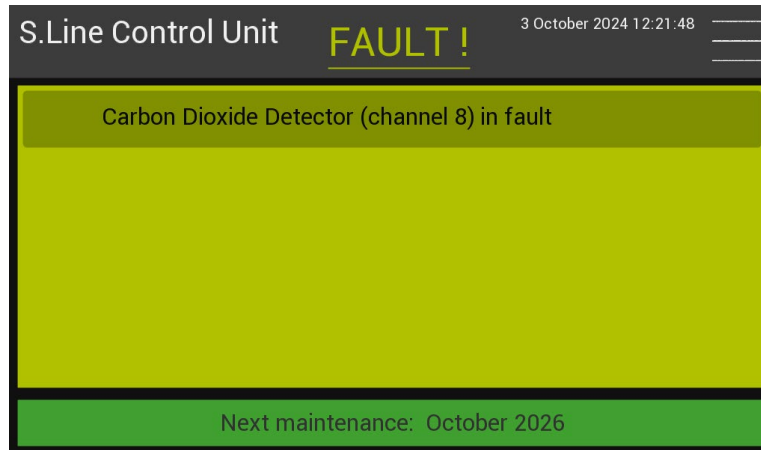 S.Line Control Unit
FAULT !
3 October 2024 12:21:48
Carbon Dioxide Detector (channel 8) in fault
Next maintenance: October 2026